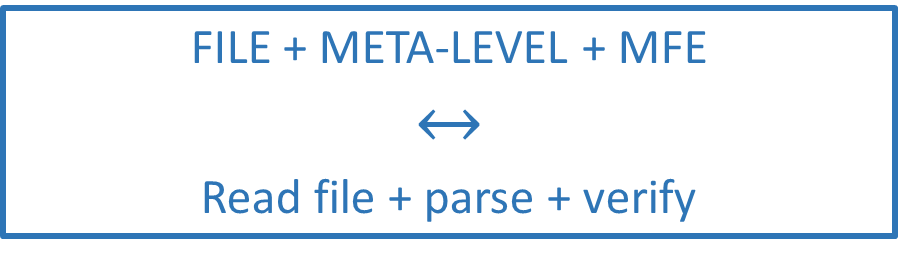 FILE + META-LEVEL + MFE
↔
Read file + parse + verify